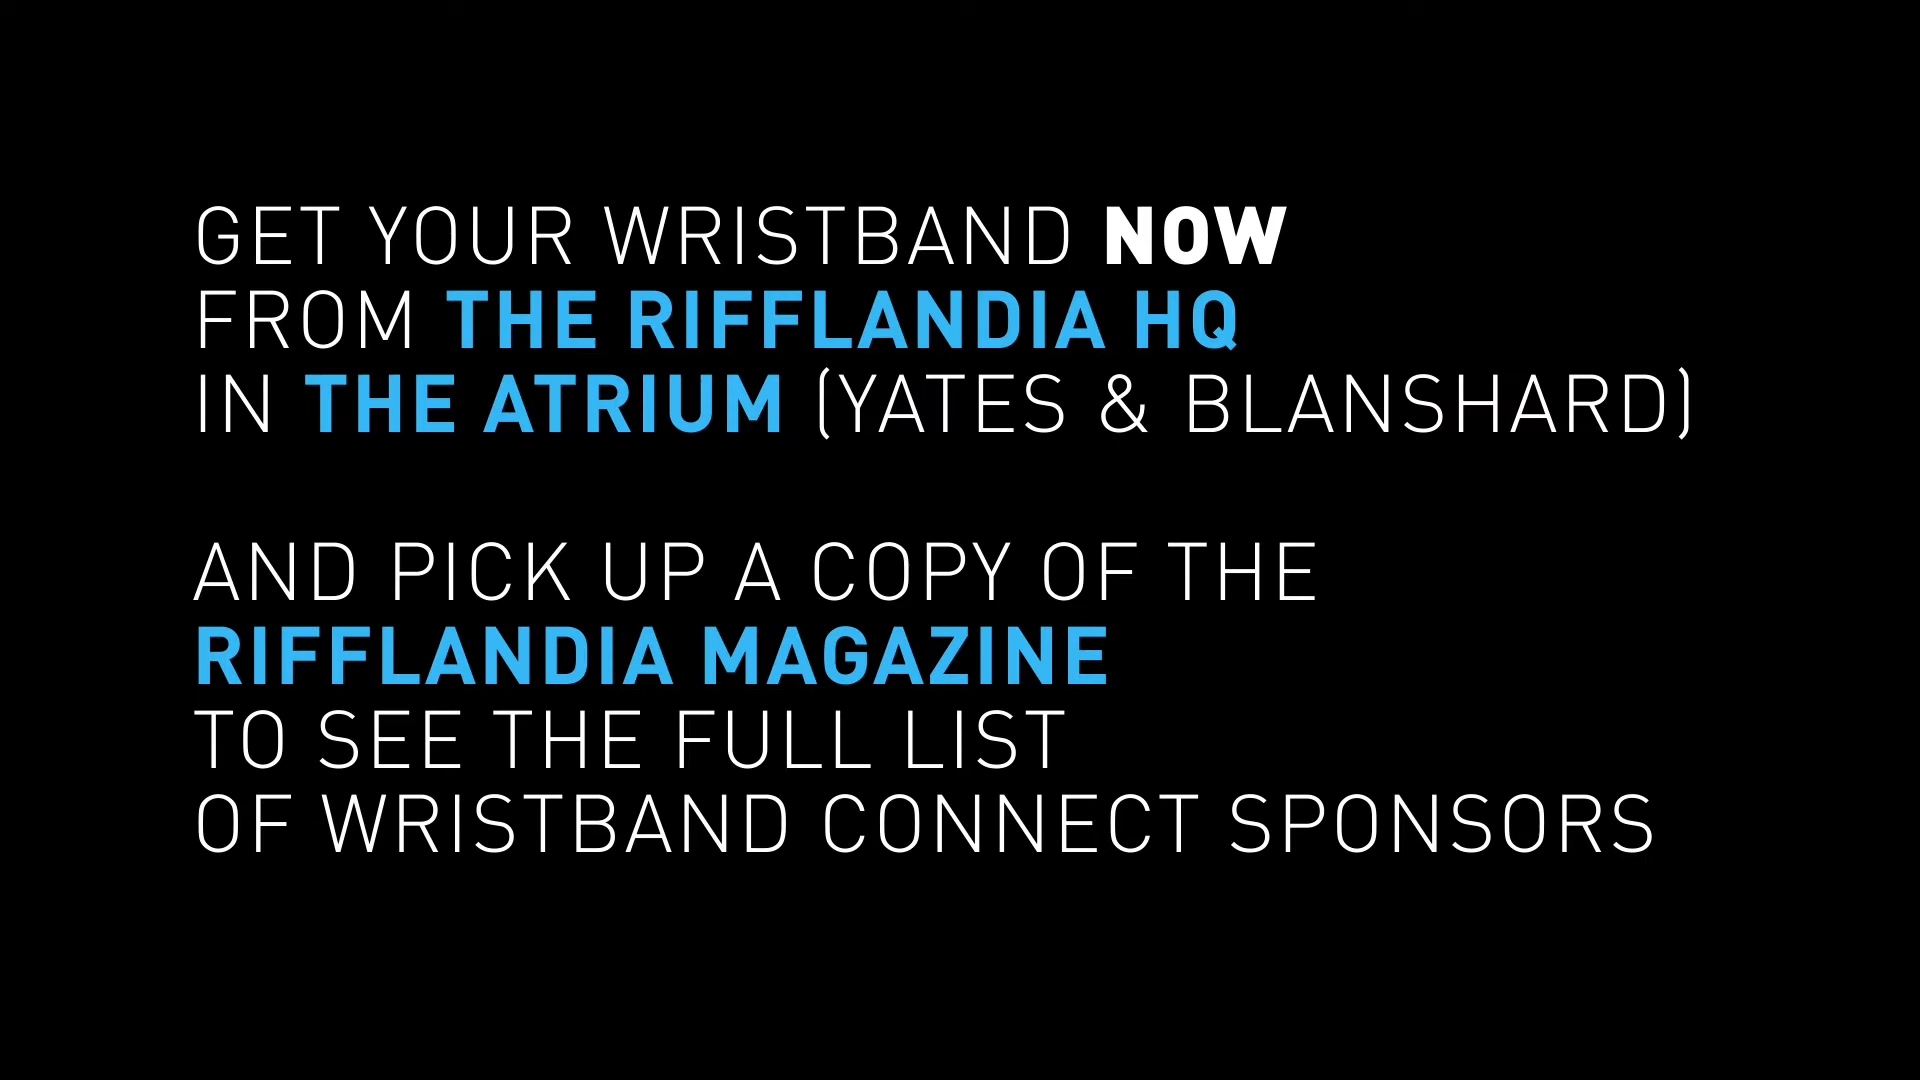 GET YOUR WRISTBAND NOW
FROM THE RIFFLANDIA HQ
IN THE ATRIUM (YATES & BLANSHARD)
AND PICK UP A COPY OF THE
RIFFLANDIA MAGAZINE
TO SEE THE FULL LIST
OF WRISTBAND CONNECT SPONSORS